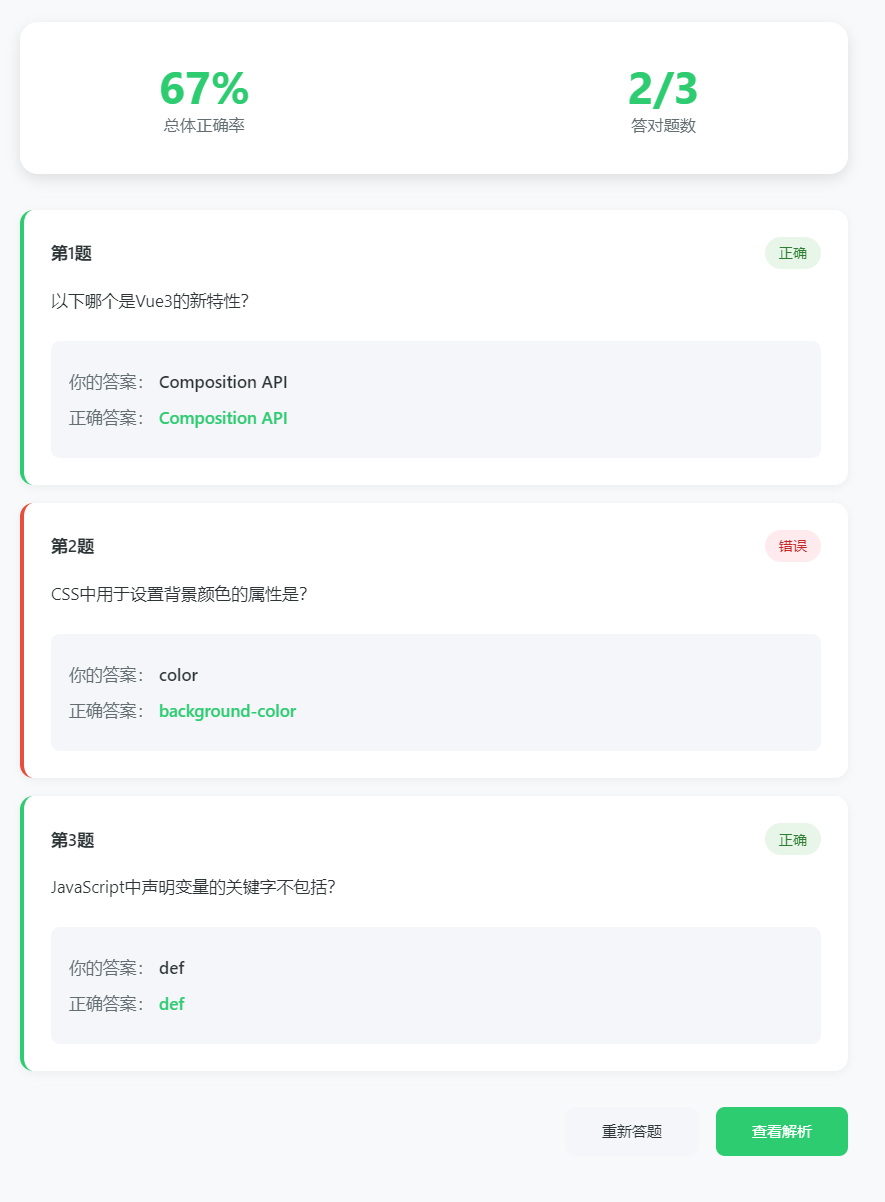 67%
2/3
总体正确率
答对题数
第1题
正确
以下哪个是Vue3的新特性？
你的答案： Composition API
正确答案： Composition API
第2题
错误
CSS中用于设置背景颜色的属性是？
你的答案： color
正确答案： background-color
第3题
正确
JavaScript中声明变量的关键字不包括？
你的答案： def
正确答案： def
重新答题
查看解析